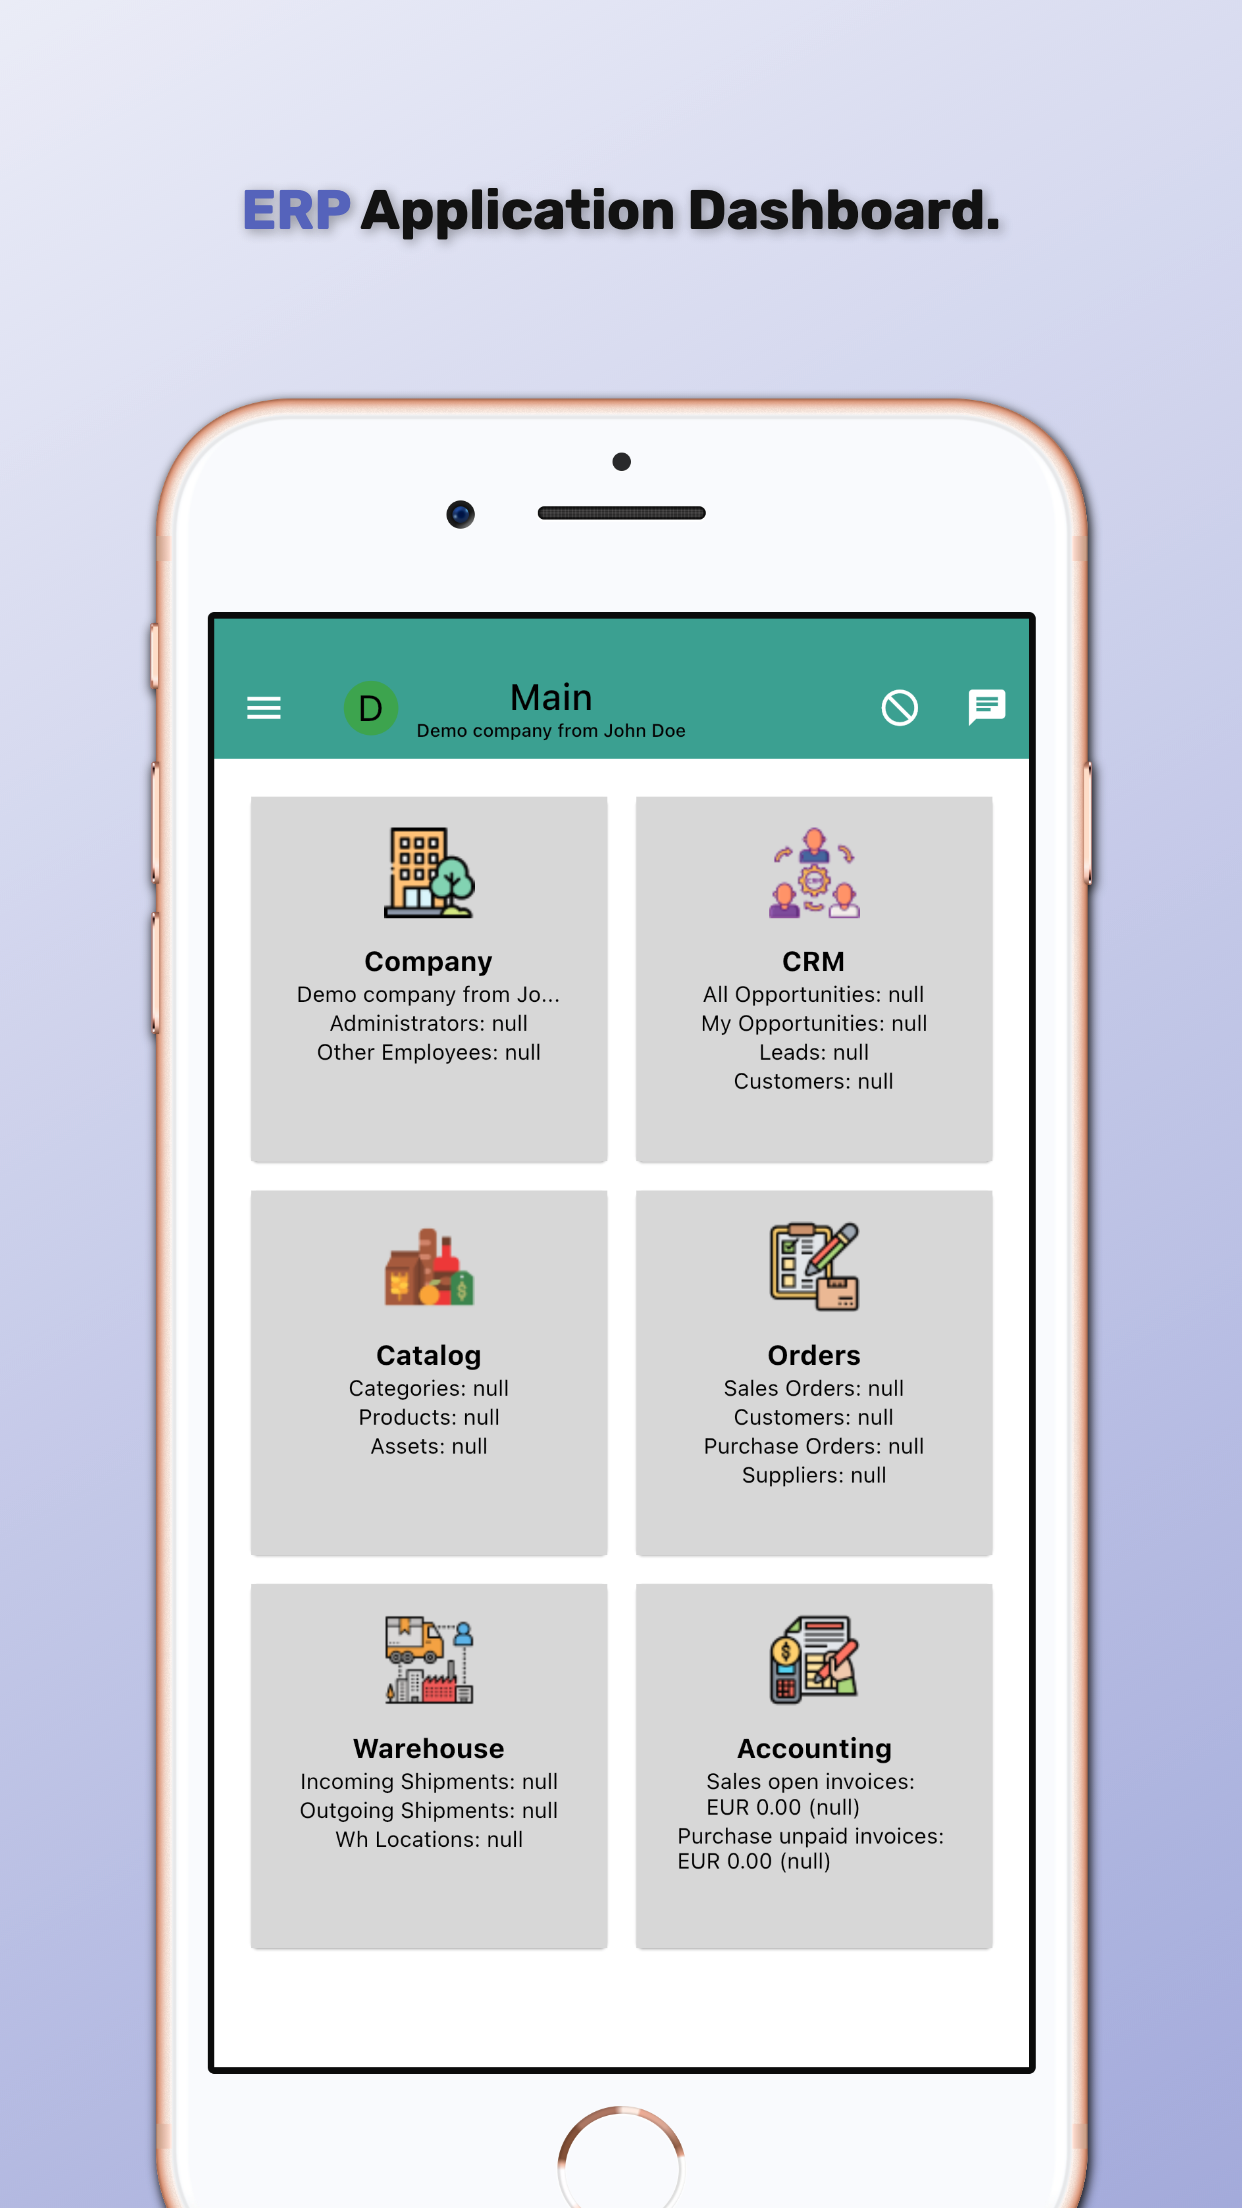 ERP Application Dashboard.
D
Main
Demo company from John Doe
Company
Demo company from Jo...
Administrators: null
Other Employees: null
CRM
All Opportunities: null
My Opportunities: null
Leads: null
Customers: null
Catalog
Categories: null
Products: null
Assets: null
Orders
Sales Orders: null
Customers: null
Purchase Orders: null
Suppliers: null
Warehouse
Incoming Shipments: null
Outgoing Shipments: null
Wh Locations: null
Accounting
Sales open invoices:
EUR 0.00 (null)
Purchase unpaid invoices:
EUR 0.00 (null)